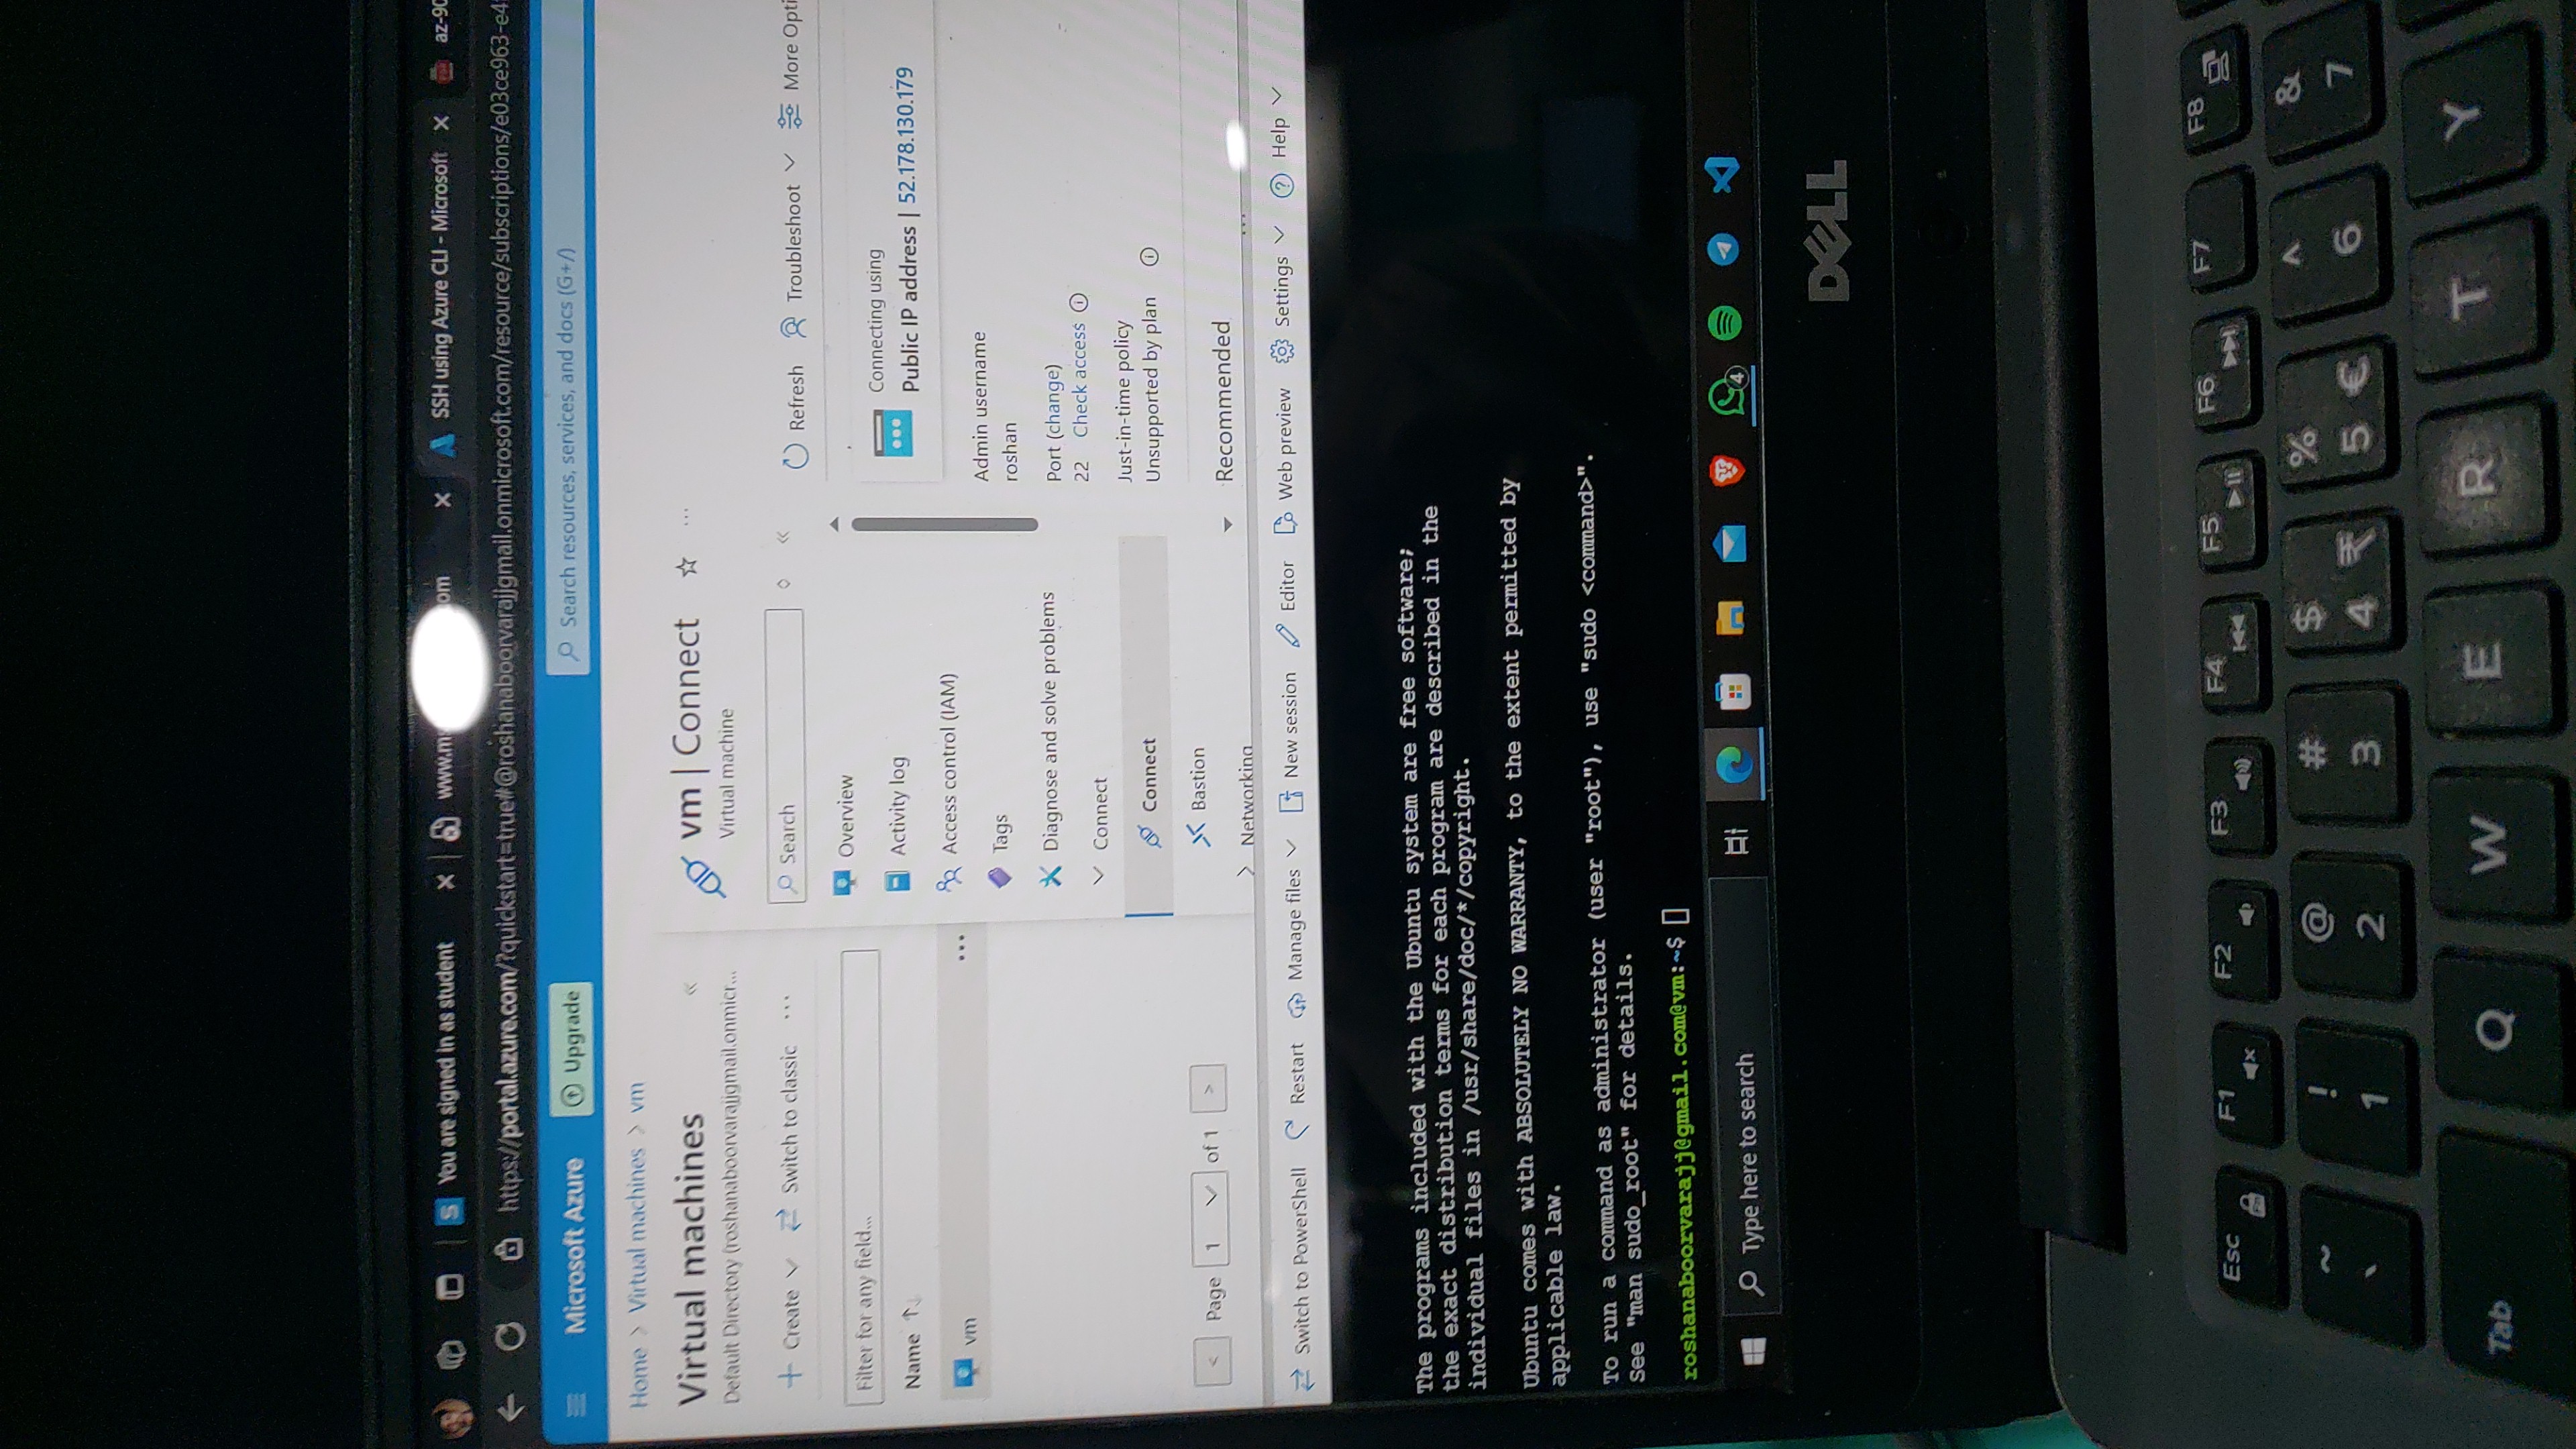 You are signed in as student
www.ms
om
SSH using Azure CLI - Microsoft
az-90
https://portal.azure.com/?quickstart=true#@roshanaboorvarajjgmail.onmicrosoft.com/resource/subscriptions/e03ce963-e4
Microsoft Azure
Upgrade
Search resources, services, and docs (G+/)
Home > Virtual machines > vm
Virtual machines
Default Directory (roshanaboorvarajjgmail.onmicr...
+ Create
Switch to classic
...
Filter for any field...
Name ↑↓
vm
...
< Page 1 of 1 >
vm | Connect
...
Virtual machine
Search
Overview
Activity log
Access control (IAM)
Tags
Diagnose and solve problems
Connect
Connect
Bastion
Networking
Refresh
Troubleshoot
More Opti
Connecting using
Public IP address | 52.178.130.179
Admin username
roshan
Port (change)
22 Check access
Just-in-time policy
Unsupported by plan
Recommended
Switch to PowerShell
Restart
Manage files
New session
Editor
Web preview
Settings
Help
The programs included with the Ubuntu system are free software;
the exact distribution terms for each program are described in the
individual files in /usr/share/doc/*/copyright.
Ubuntu comes with ABSOLUTELY NO WARRANTY, to the extent permitted by
applicable law.
To run a command as administrator (user "root"), use "sudo <command>".
See "man sudo_root" for details.
roshanaboorvarajj@gmail.com@vm:~$
Type here to search
4
DELL
Esc F1 F2 F3 F4 F5 F6 F7 F8
~ ! @ # $ % ^ &
` 1 2 3 4 ₹ 5 € 6 7
Tab Q W E R T Y